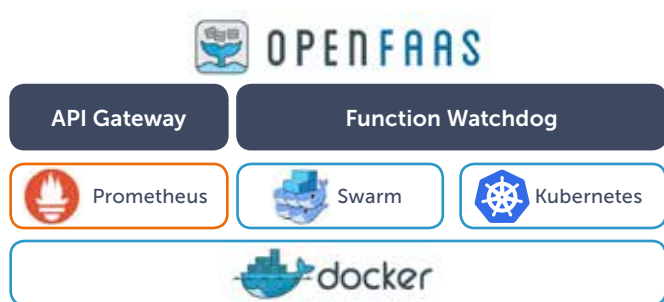 OPENFAAS
API Gateway Function Watchdog
Prometheus Swarm Kubernetes
docker